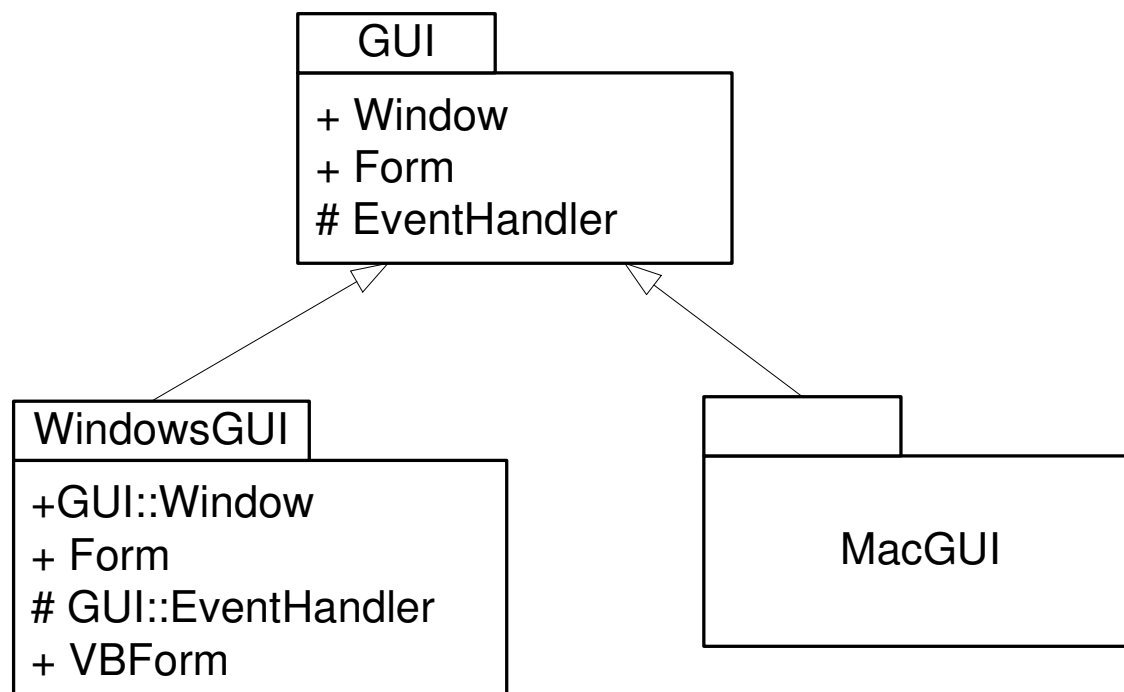 GUI
+ Window
+ Form
# EventHandler
WindowsGUI
+GUI::Window
+ Form
# GUI::EventHandler
+ VBForm
MacGUI